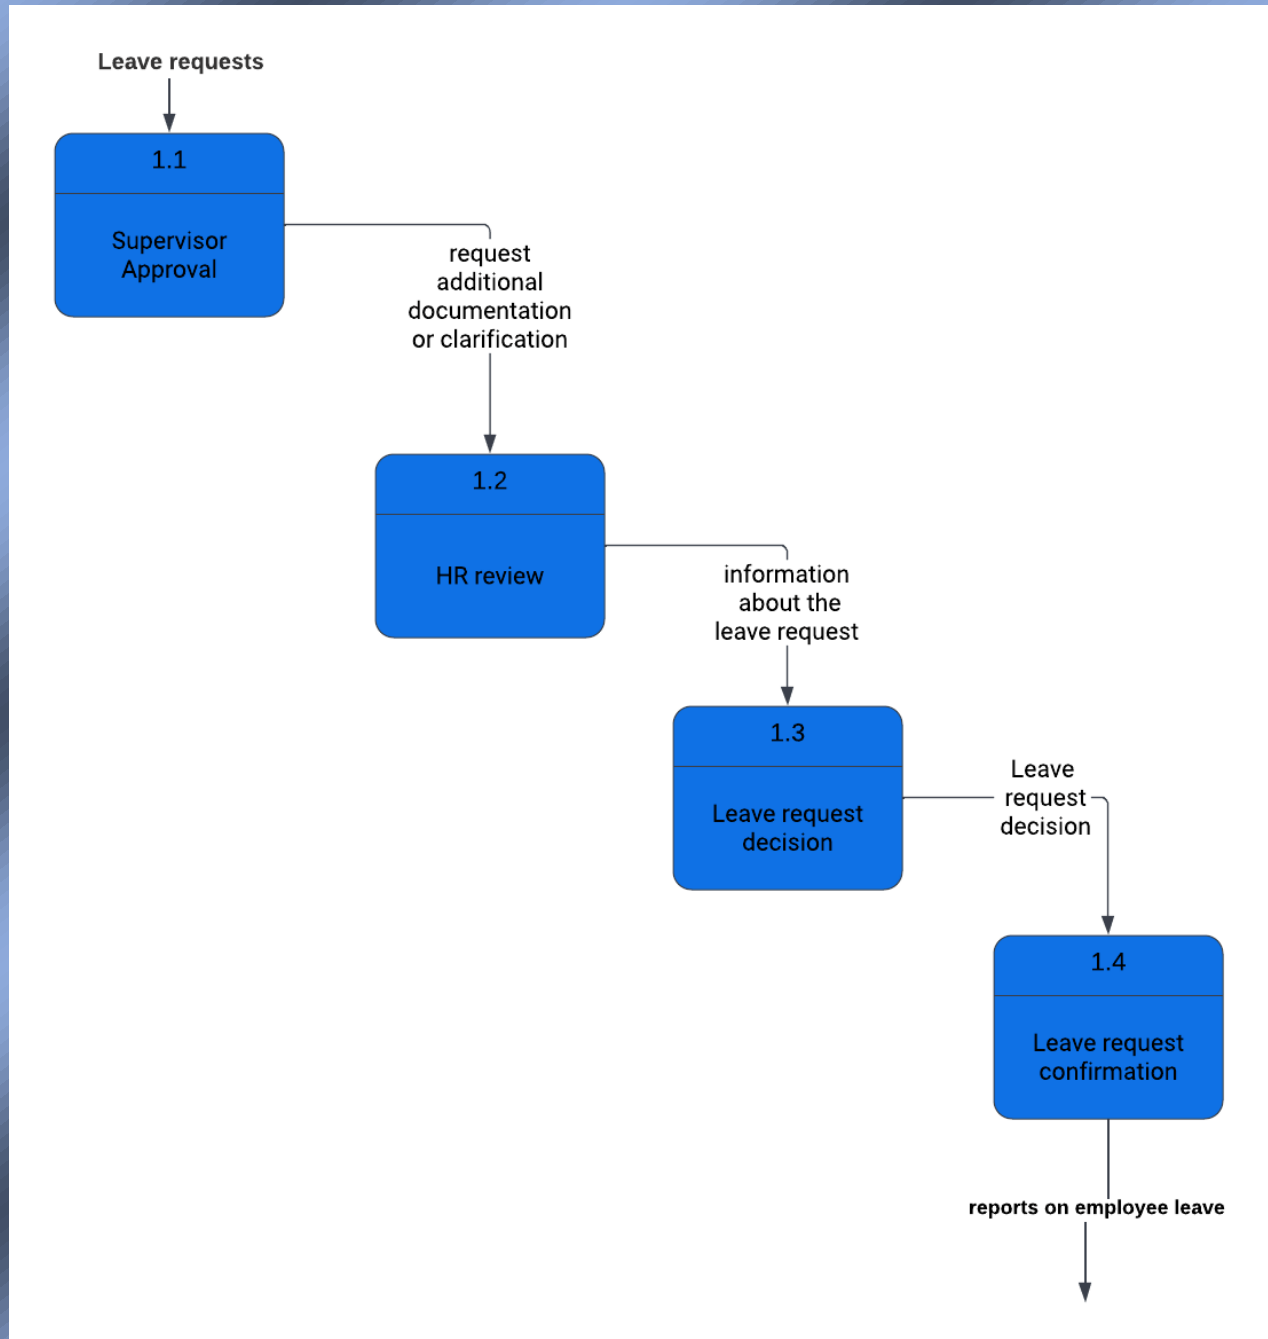 Leave requests
1.1
Supervisor
Approval
request
additional
documentation
or clarification
1.2
HR review
information
about the
leave request
1.3
Leave request
decision
Leave
request
decision
1.4
Leave request
confirmation
reports on employee leave